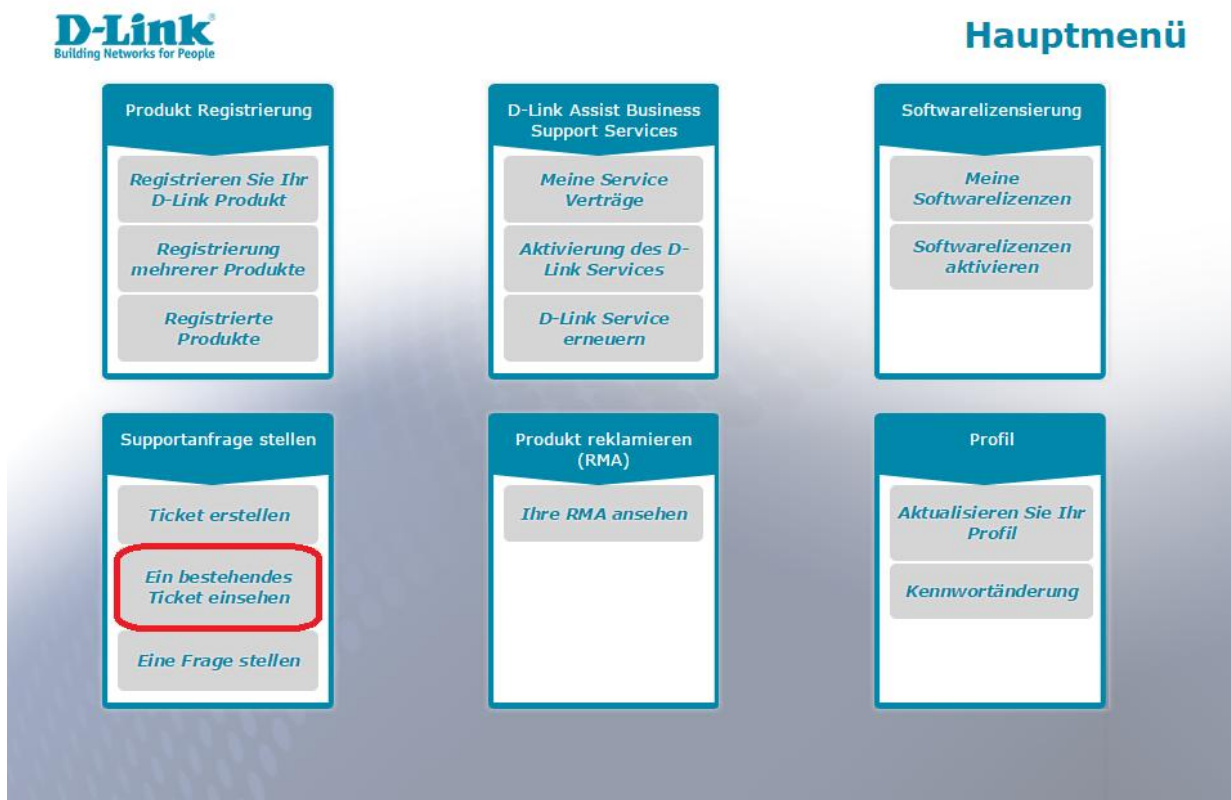 D-Link
Building Networks for People
Hauptmenü
Produkt Registrierung
Registrieren Sie Ihr
D-Link Produkt
Registrierung
mehrerer Produkte
Registrierte
Produkte
D-Link Assist Business
Support Services
Meine Service
Verträge
Aktivierung des D-
Link Services
D-Link Service
erneuern
Softwarelizensierung
Meine
Softwarelizenzen
Softwarelizenzen
aktivieren
Supportanfrage stellen
Ticket erstellen
Ein bestehendes
Ticket einsehen
Eine Frage stellen
Produkt reklamieren
(RMA)
Ihre RMA ansehen
Profil
Aktualisieren Sie Ihr
Profil
Kennwortänderung